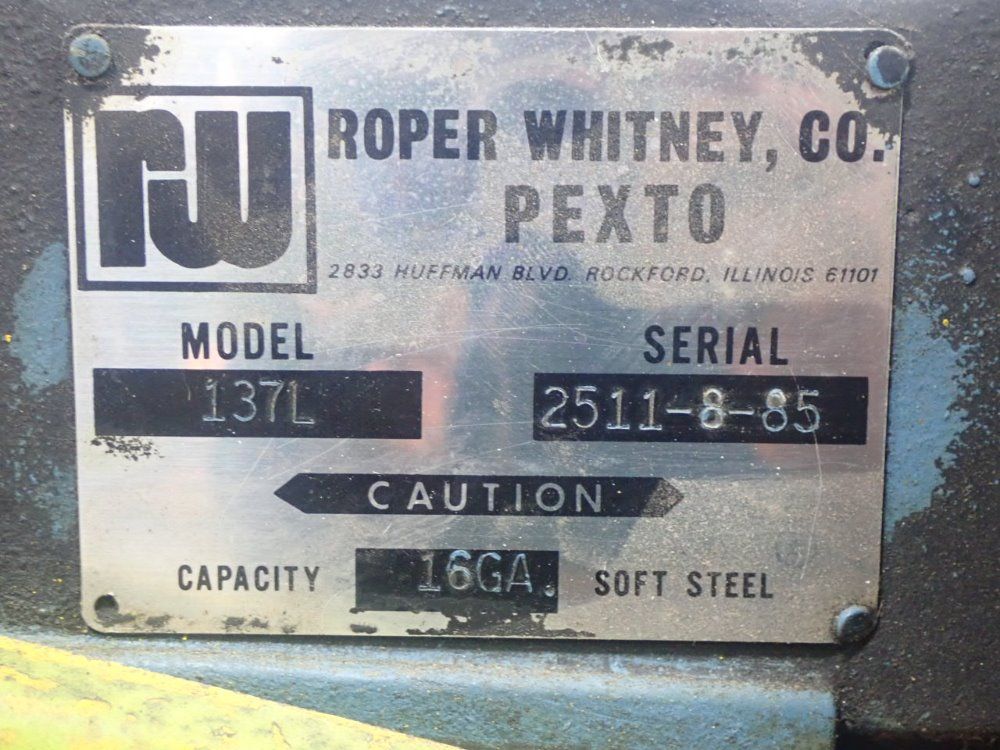 rw
ROPER WHITNEY, CO.
PEXTO
2833 HUFFMAN BLVD. ROCKFORD, ILLINOIS 61101
MODEL SERIAL
137L 2511-8-85
CAUTION
CAPACITY 16GA. SOFT STEEL